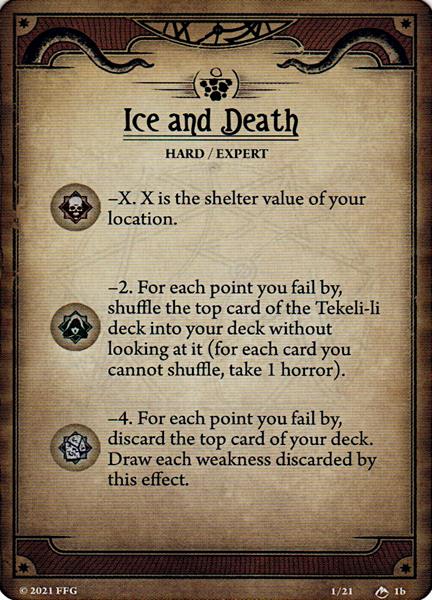 Ice and Death
HARD / EXPERT
–X. X is the shelter value of your
location.
–2. For each point you fail by,
shuffle the top card of the Tekeli-li
deck into your deck without
looking at it (for each card you
cannot shuffle, take 1 horror).
–4. For each point you fail by,
discard the top card of your deck.
Draw each weakness discarded by
this effect.
© 2021 FFG
1/21
1b